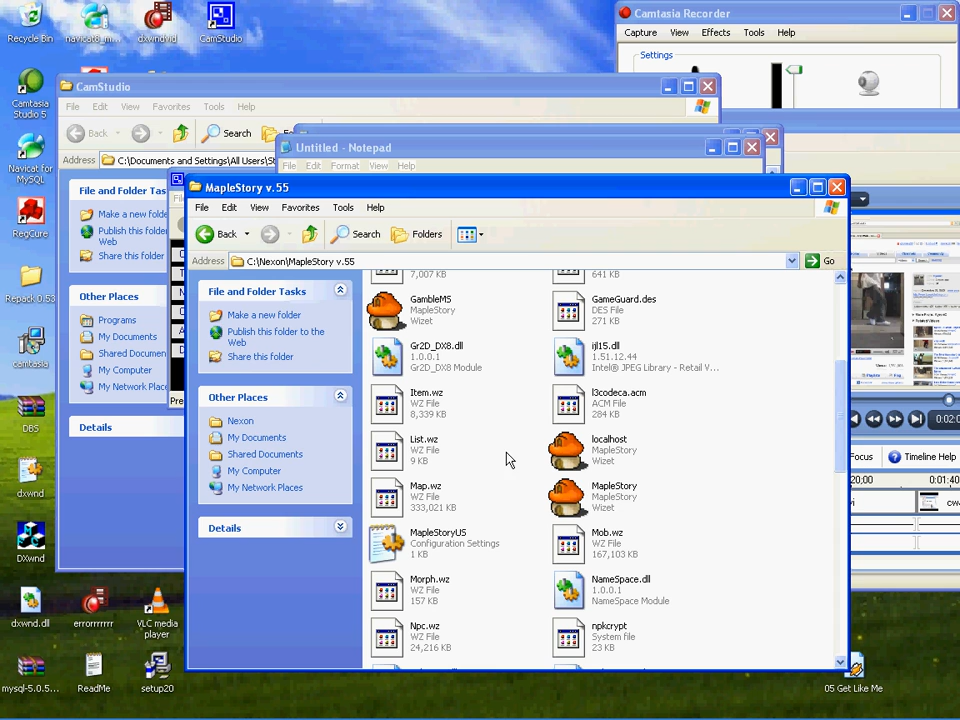 Recycle Bin
navicat8_m...
dxwndVid
CamStudio
Camtasia Recorder
Capture View Effects Tools Help
Settings
Camtasia
Studio 5
CamStudio
File Edit View Favorites Tools Help
Back
Search
Address
C:\Documents and Settings\All Users\St
Untitled - Notepad
File Edit Format View Help
Navicat for
MySQL
RegCure
Repack 0.53
camtasia
DBS
dxwnd
DXwnd
dxwnd.dll
errorrrrrrr
VLC media
player
mysql-5.0.5...
ReadMe
setup20
05 Get Like Me
File and Folder Tas
Make a new folde
Publish this folde
Web
Share this folder
Other Places
Programs
My Documents
Shared Documen
My Computer
My Network Place
Details
MapleStory v.55
File Edit View Favorites Tools Help
Back
Search
Folders
Address
C:\Nexon\MapleStory v.55
Go
File and Folder Tasks
Make a new folder
Publish this folder to the
Web
Share this folder
Other Places
Nexon
My Documents
Shared Documents
My Computer
My Network Places
Details
7,007 KB
641 KB
GambleMS
MapleStory
Wizet
GameGuard.des
DES File
271 KB
Gr2D_DX8.dll
1.0.0.1
Gr2D_DX8 Module
ijl15.dll
1.51.12.44
Intel® JPEG Library - Retail V...
Item.wz
WZ File
8,339 KB
l3codeca.acm
ACM File
284 KB
List.wz
WZ File
9 KB
localhost
MapleStory
Wizet
Map.wz
WZ File
333,021 KB
MapleStory
MapleStory
Wizet
MapleStoryUS
Configuration Settings
1 KB
Mob.wz
WZ File
167,103 KB
Morph.wz
WZ File
157 KB
NameSpace.dll
1.0.0.1
NameSpace Module
Npc.wz
WZ File
24,216 KB
npkcrypt
System file
23 KB
0:02:0
Focus
Timeline Help
20;00
0:01:40